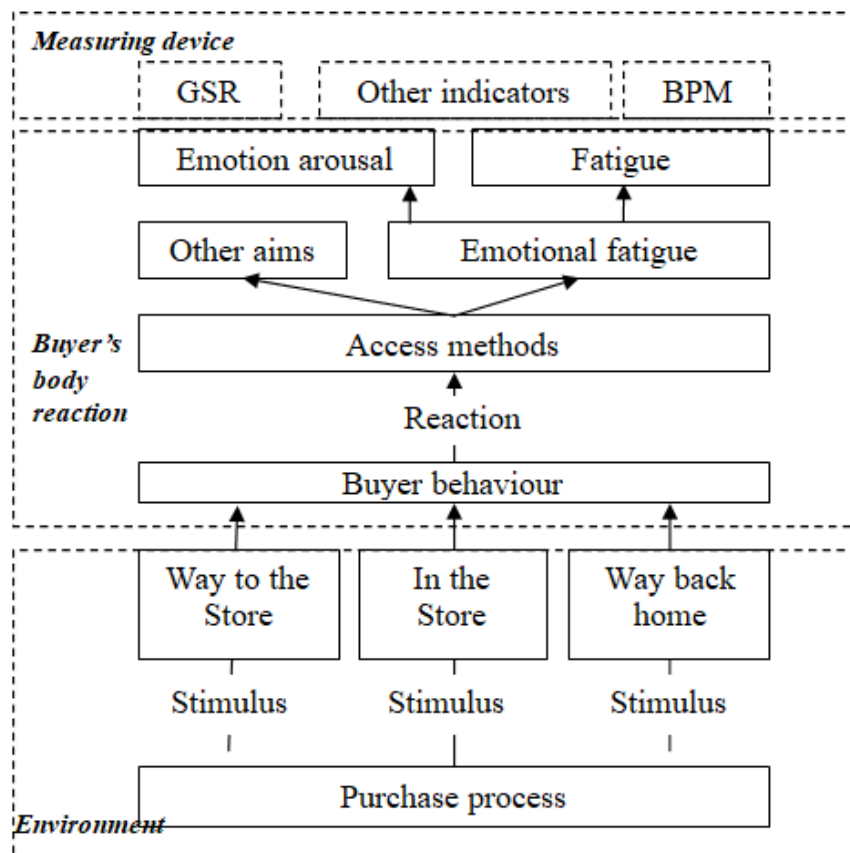 Measuring device
GSR
Other indicators
BPM
Emotion arousal
Fatigue
Other aims
Emotional fatigue
Access methods
Buyer's
body
reaction
Reaction
Buyer behaviour
Way to the
Store
In the
Store
Way back
home
Stimulus
Stimulus
Stimulus
Purchase process
Environment